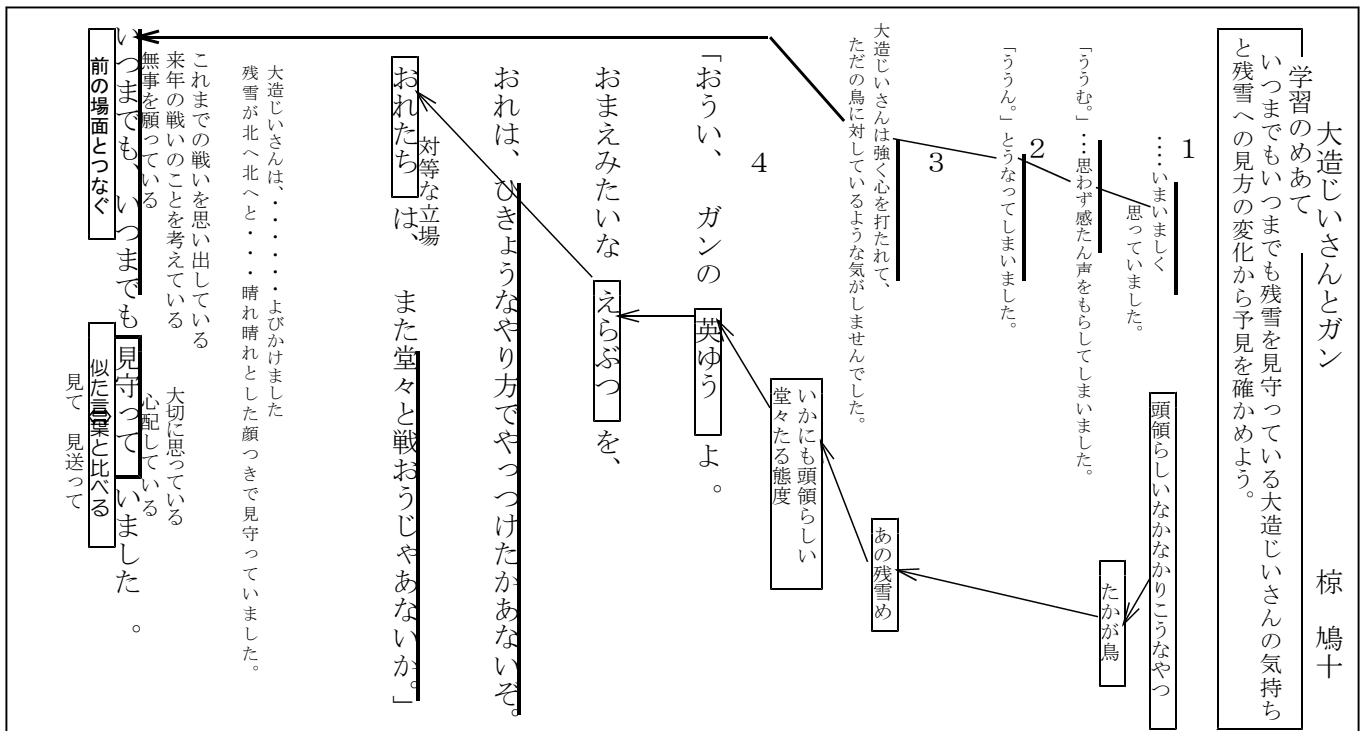 大造じいさんとガン　椋　鳩十
学習のめあて
いつまでもいつまでも残雪を見守っている大造じいさんの気持ち
と残雪への見方の変化から予見を確かめよう。
1
‥‥いまいましく
思っていました。
頭領らしいなかなかりこうなやつ
「ううむ。」・・・思わず感たん声をもらしてしまいました。
たかが鳥
2
「ううん。」とうなってしまいました。
3
大造じいさんは強く心を打たれて、
ただの鳥に対しているような気がしませんでした。
あの残雪め
いかにも頭領らしい
堂々たる態度
4
「おうい、ガンの英ゆうよ。
おまえみたいなえらぶつを、
おれは、ひきょうなやり方でやっつけたかあないぞ。
対等な立場
おれたちは、また堂々と戦おうじゃあないか。」
大造じいさんは、・・・・・・・よびかけました
残雪が北へ北へと・・・晴れ晴れとした顔つきで見守っていました。
これまでの戦いを思い出している
来年の戦いのことを考えている
無事を願っている
大切に思っている
心配している
いつまでも、いつまでも見守っていました。
前の場面とつなぐ
似た言葉と比べる
見て　見送って